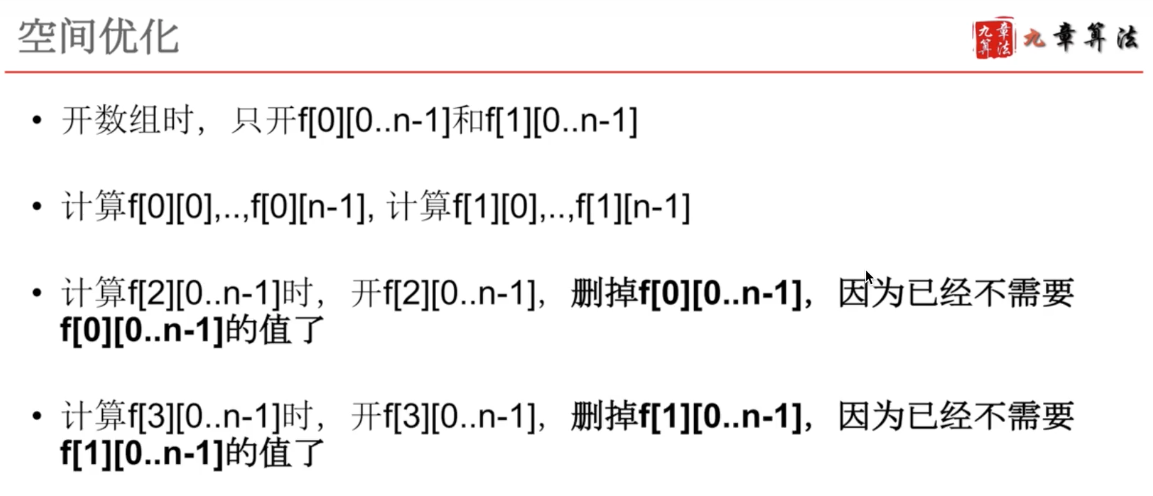 空间优化
九章算法
九章算法
• 开数组时，只开f[0][0..n-1]和f[1][0..n-1]
• 计算f[0][0],..,f[0][n-1], 计算f[1][0],..,f[1][n-1]
• 计算f[2][0..n-1]时，开f[2][0..n-1]，删掉f[0][0..n-1]，因为已经不需要
f[0][0..n-1]的值了
• 计算f[3][0..n-1]时，开f[3][0..n-1]，删掉f[1][0..n-1]，因为已经不需要
f[1][0..n-1]的值了